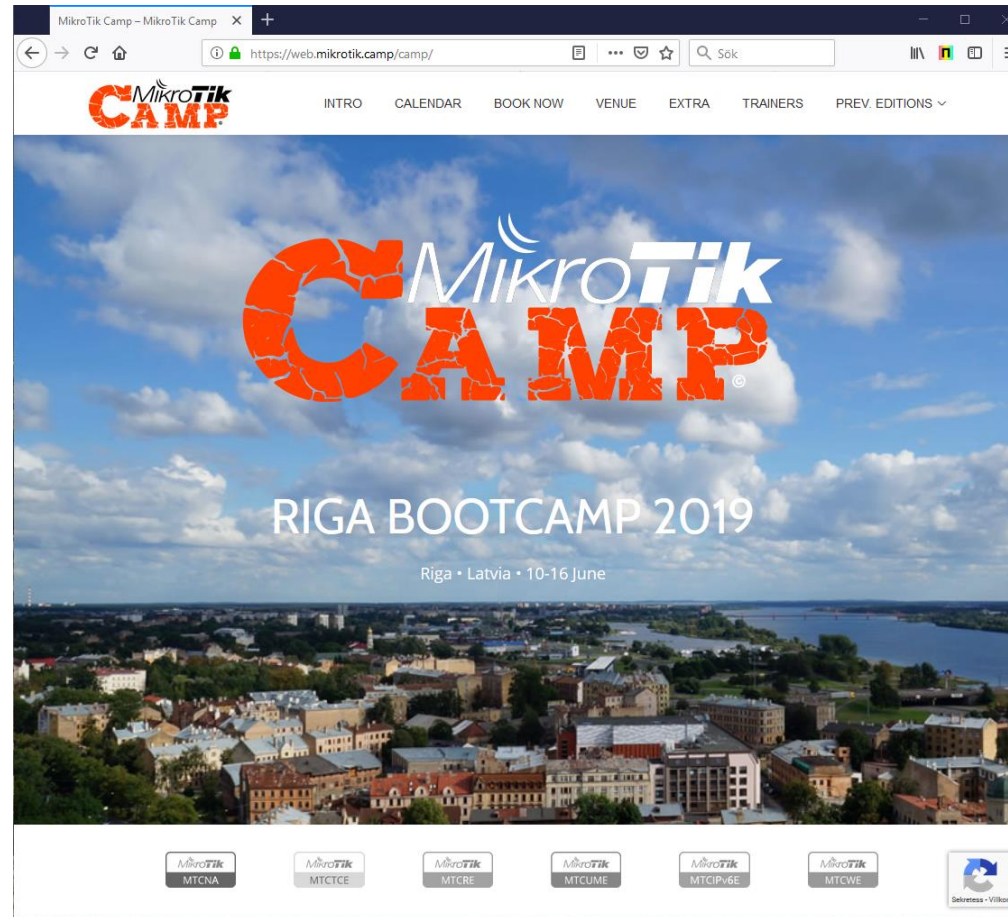 MikroTik Camp – MikroTik Camp
https://web.mikrotik.camp/camp/
Sök
MikroTik
CAMP
INTRO CALENDAR BOOK NOW VENUE EXTRA TRAINERS PREV. EDITIONS
MikroTik
CAMP
©
RIGA BOOTCAMP 2019
Riga • Latvia • 10-16 June
MikroTik MikroTik MikroTik MikroTik MikroTik MikroTik
MTCNA MTCTCE MTCRE MTCUME MTCIPv6E MTCWE
Sekretess -